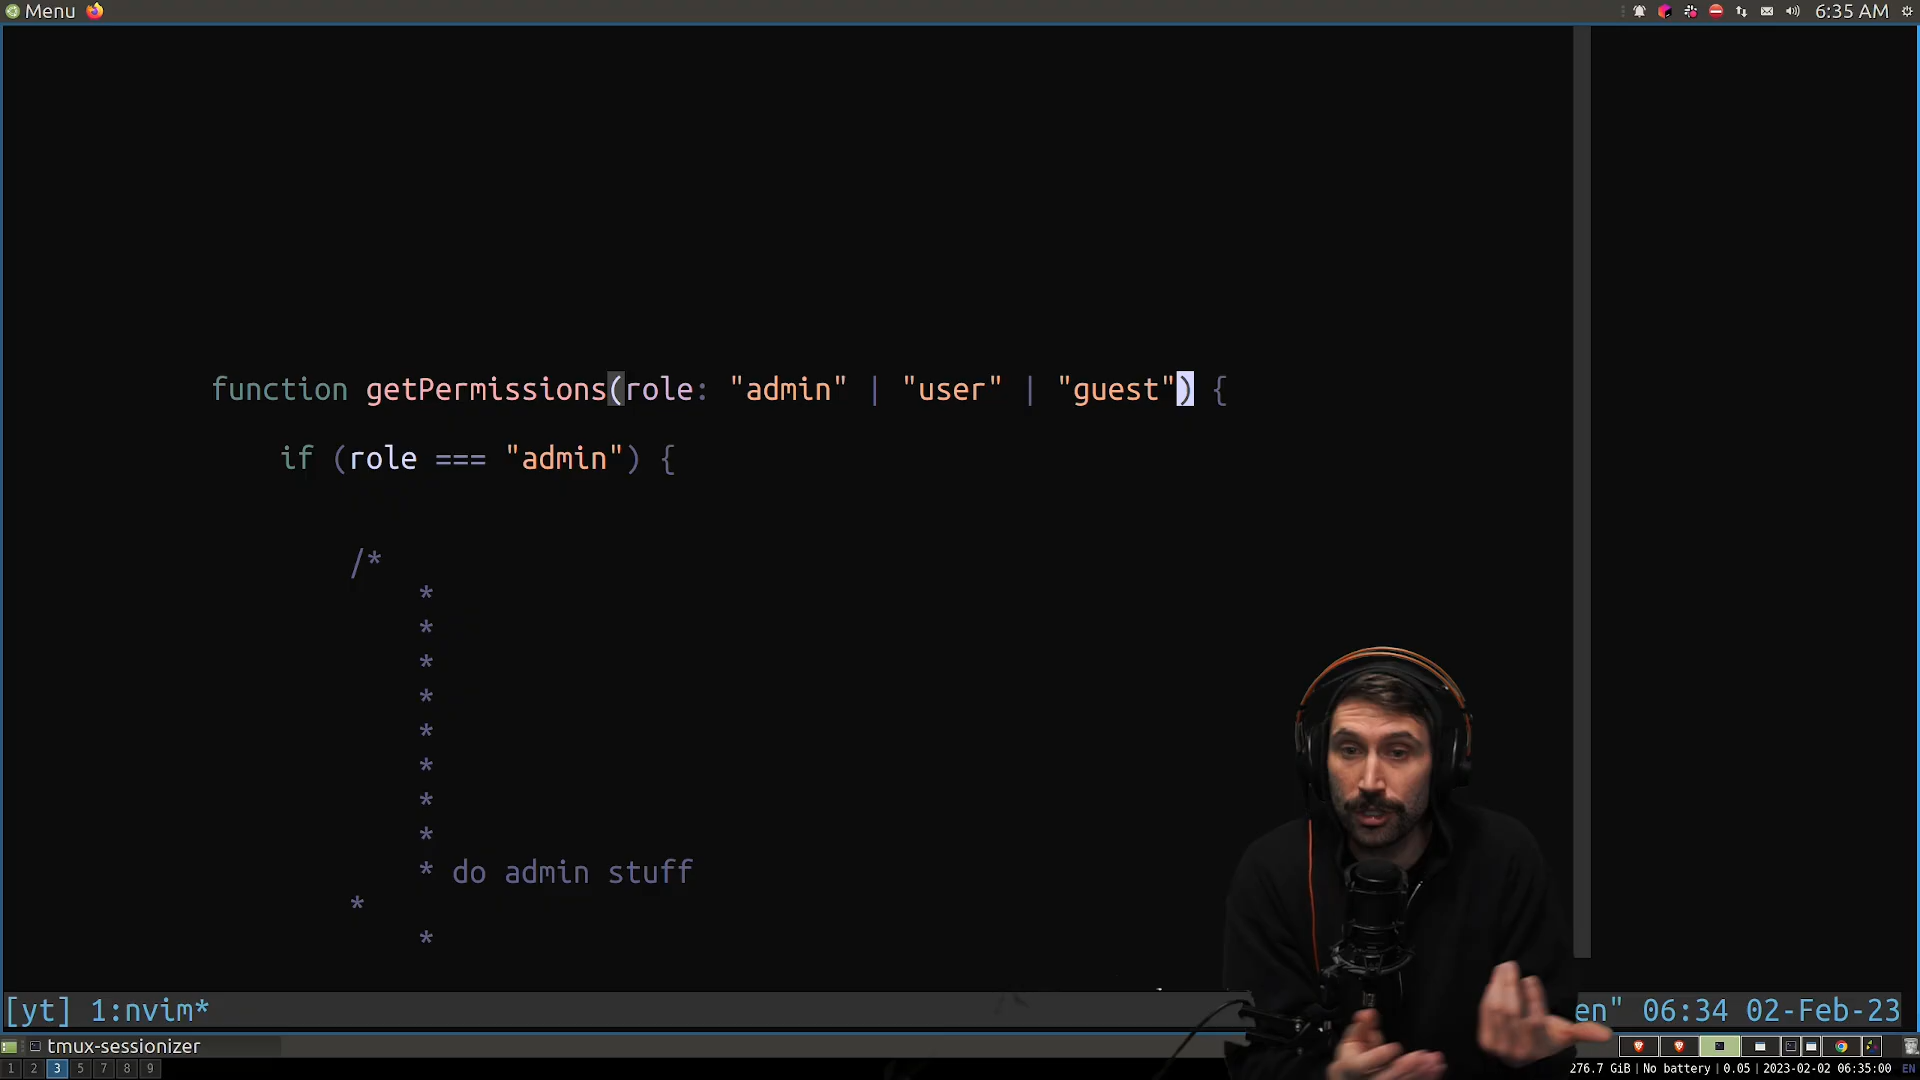 Menu
6:35 AM
function getPermissions(role: "admin" | "user" | "guest") {
if (role === "admin") {
/*
*
*
*
*
*
*
*
*
* do admin stuff
*
*
[yt] 1:nvim*
en" 06:34 02-Feb-23
tmux-sessionizer
1 2 3 5 7 8 9
276.7 GiB | No battery | 0.05 | 2023-02-02 06:35:00 EN